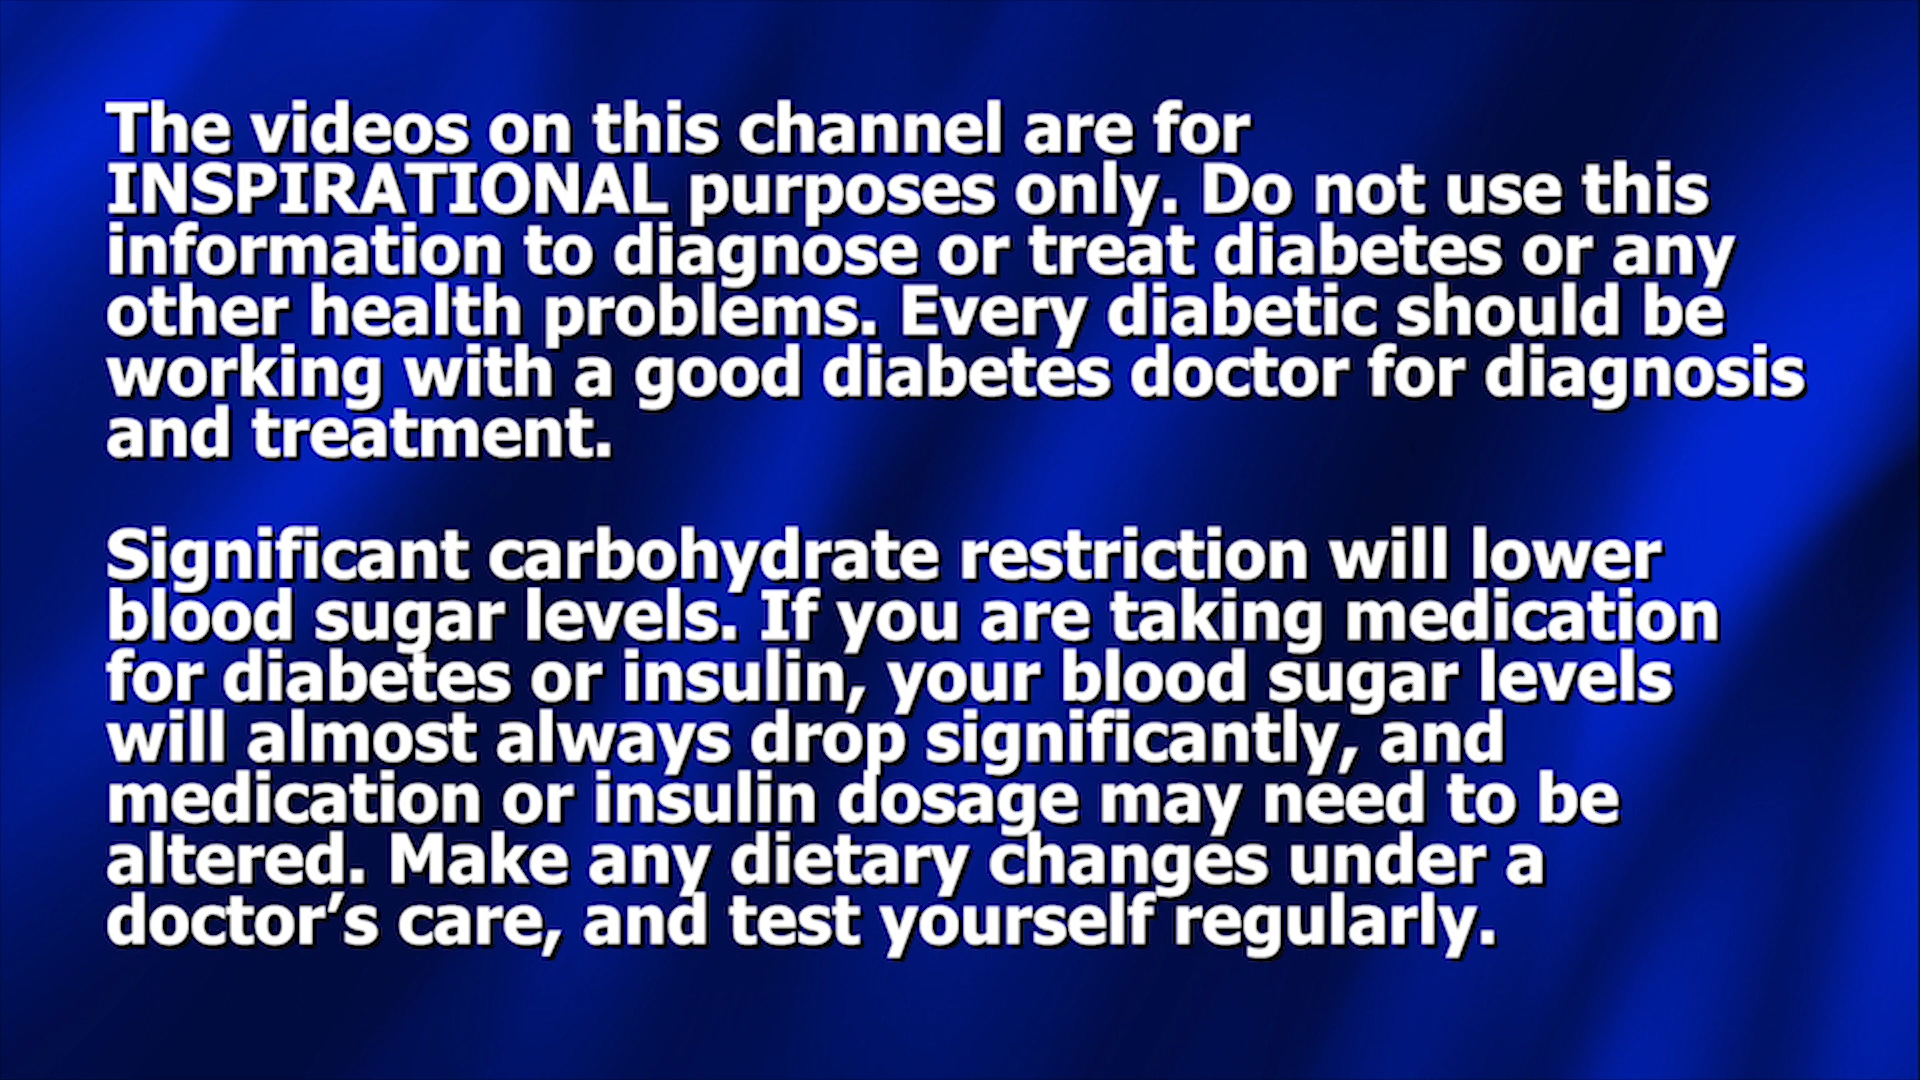 The videos on this channel are for
INSPIRATIONAL purposes only. Do not use this
information to diagnose or treat diabetes or any
other health problems. Every diabetic should be
working with a good diabetes doctor for diagnosis
and treatment.
Significant carbohydrate restriction will lower
blood sugar levels. If you are taking medication
for diabetes or insulin, your blood sugar levels
will almost always drop significantly, and
medication or insulin dosage may need to be
altered. Make any dietary changes under a
doctor’s care, and test yourself regularly.